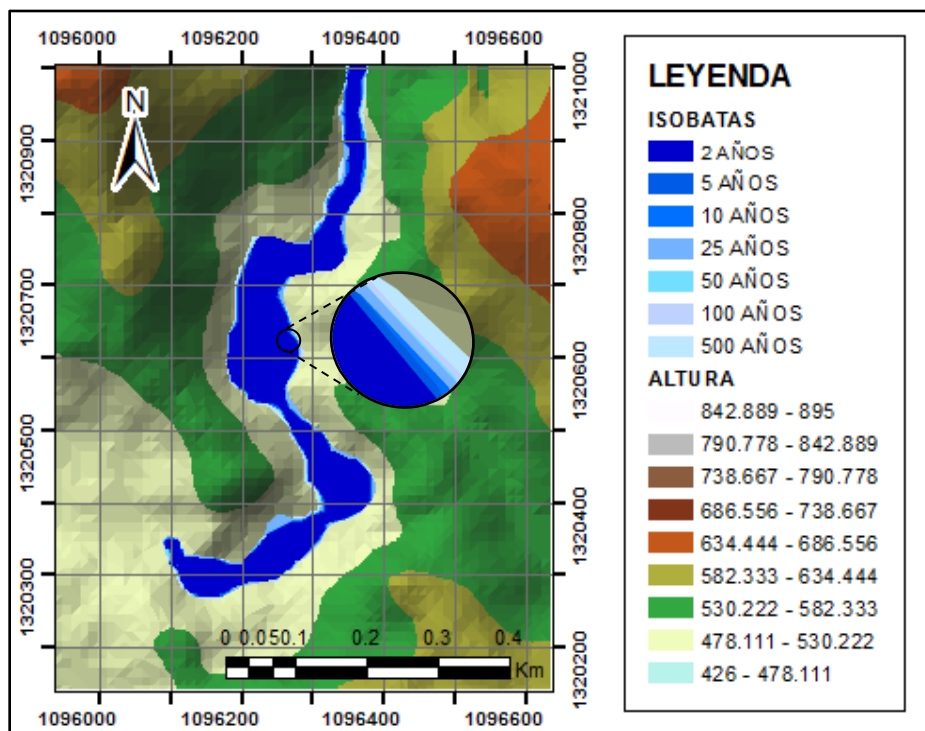 1096000 1096200 1096400 1096600
1321000
1320900
1320800
1320700
1320600
1320500
1320400
1320300
1320200
N
0 0.050.1 0.2 0.3 0.4
Km
1096000 1096200 1096400 1096600
LEYENDA
ISOBATAS
2 AÑOS
5 AÑOS
10 AÑOS
25 AÑOS
50 AÑOS
100 AÑOS
500 AÑOS
ALTURA
842.889 - 895
790.778 - 842.889
738.667 - 790.778
686.556 - 738.667
634.444 - 686.556
582.333 - 634.444
530.222 - 582.333
478.111 - 530.222
426 - 478.111